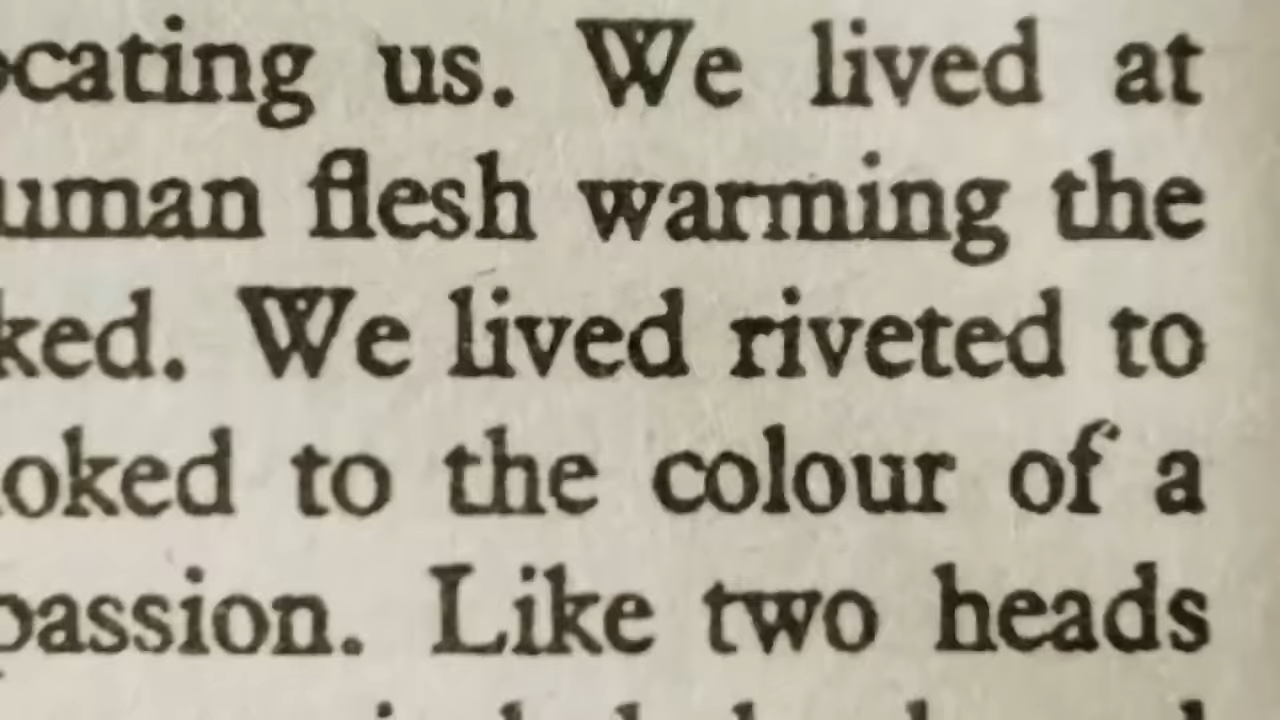 ocating us. We lived at
uman flesh warming the
ked. We lived riveted to
oked to the colour of a
passion. Like two heads